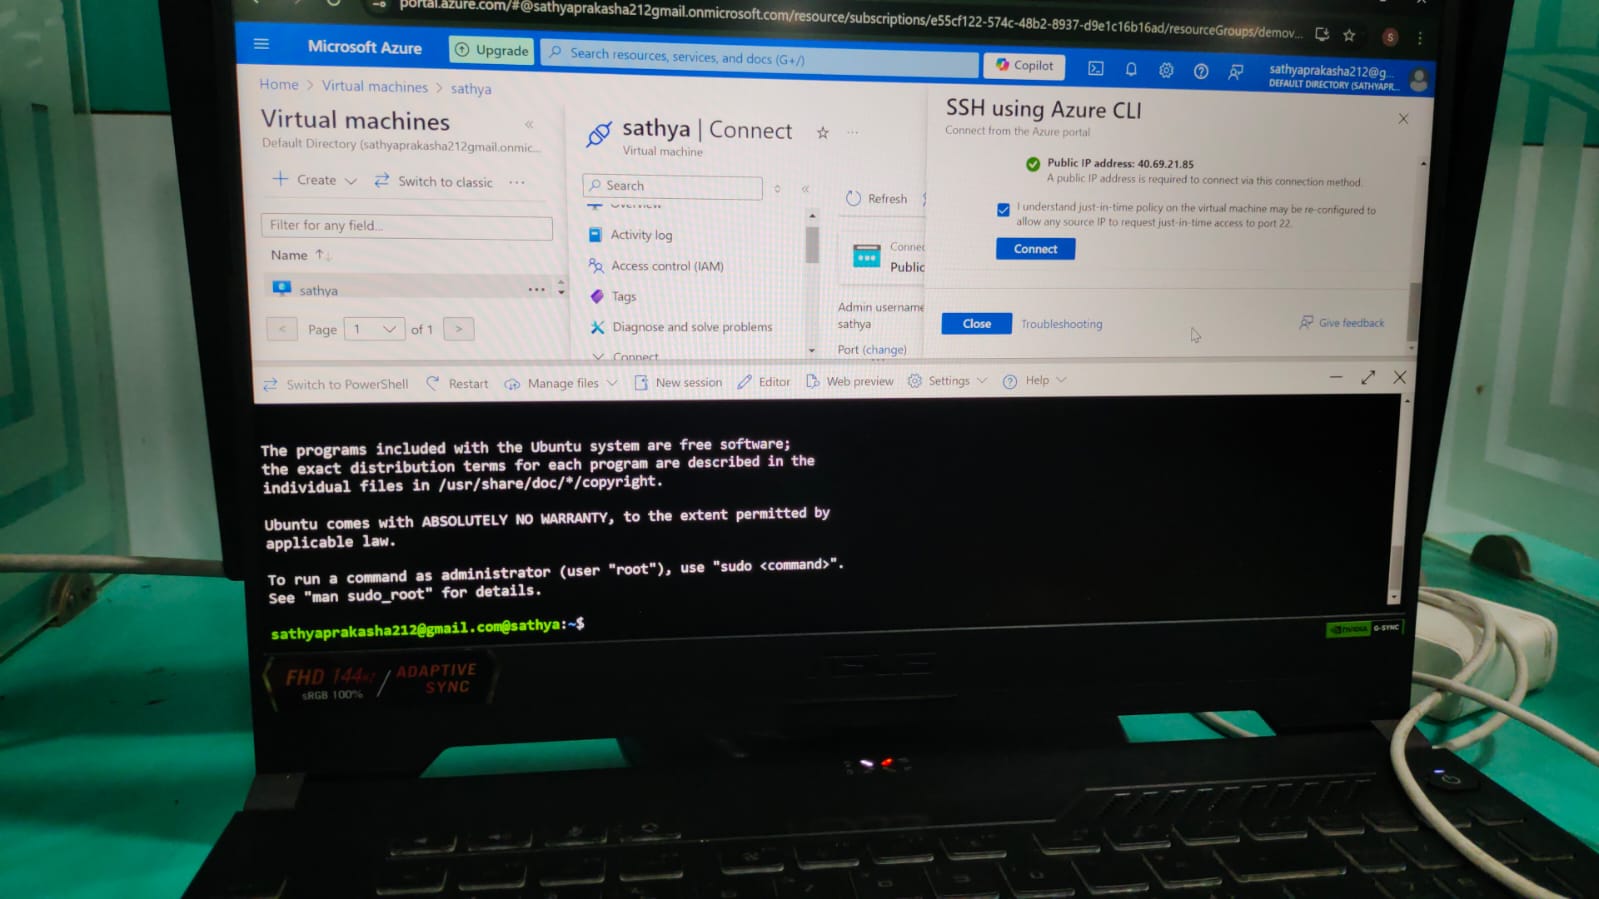 portal.azure.com/#@sathyaprakasha212gmail.onmicrosoft.com/resource/subscriptions/e55cf122-574c-48b2-8937-d9e1c16b16ad/resourceGroups/demov...
S
Microsoft Azure
Upgrade
Search resources, services, and docs (G+/)
Copilot
sathyaprakasha212@g...
DEFAULT DIRECTORY (SATHYAPR...
Home > Virtual machines > sathya
Virtual machines
Default Directory (sathyaprakasha212gmail.onmic...
Create
Switch to classic
Filter for any field...
Name
sathya
Page 1 of 1
sathya | Connect
Virtual machine
Search
Overview
Activity log
Access control (IAM)
Tags
Diagnose and solve problems
Connect
Refresh
Connec
Public
Admin username
sathya
Port (change)
SSH using Azure CLI
Connect from the Azure portal
Public IP address: 40.69.21.85
A public IP address is required to connect via this connection method.
I understand just-in-time policy on the virtual machine may be re-configured to
allow any source IP to request just-in-time access to port 22.
Connect
Close
Troubleshooting
Give feedback
Switch to PowerShell
Restart
Manage files
New session
Editor
Web preview
Settings
Help
The programs included with the Ubuntu system are free software;
the exact distribution terms for each program are described in the
individual files in /usr/share/doc/*/copyright.
Ubuntu comes with ABSOLUTELY NO WARRANTY, to the extent permitted by
applicable law.
To run a command as administrator (user "root"), use "sudo <command>".
See "man sudo_root" for details.
sathyaprakasha212@gmail.com@sathya:~$
NVIDIA G-SYNC
FHD 144Hz
sRGB 100%
ADAPTIVE
SYNC